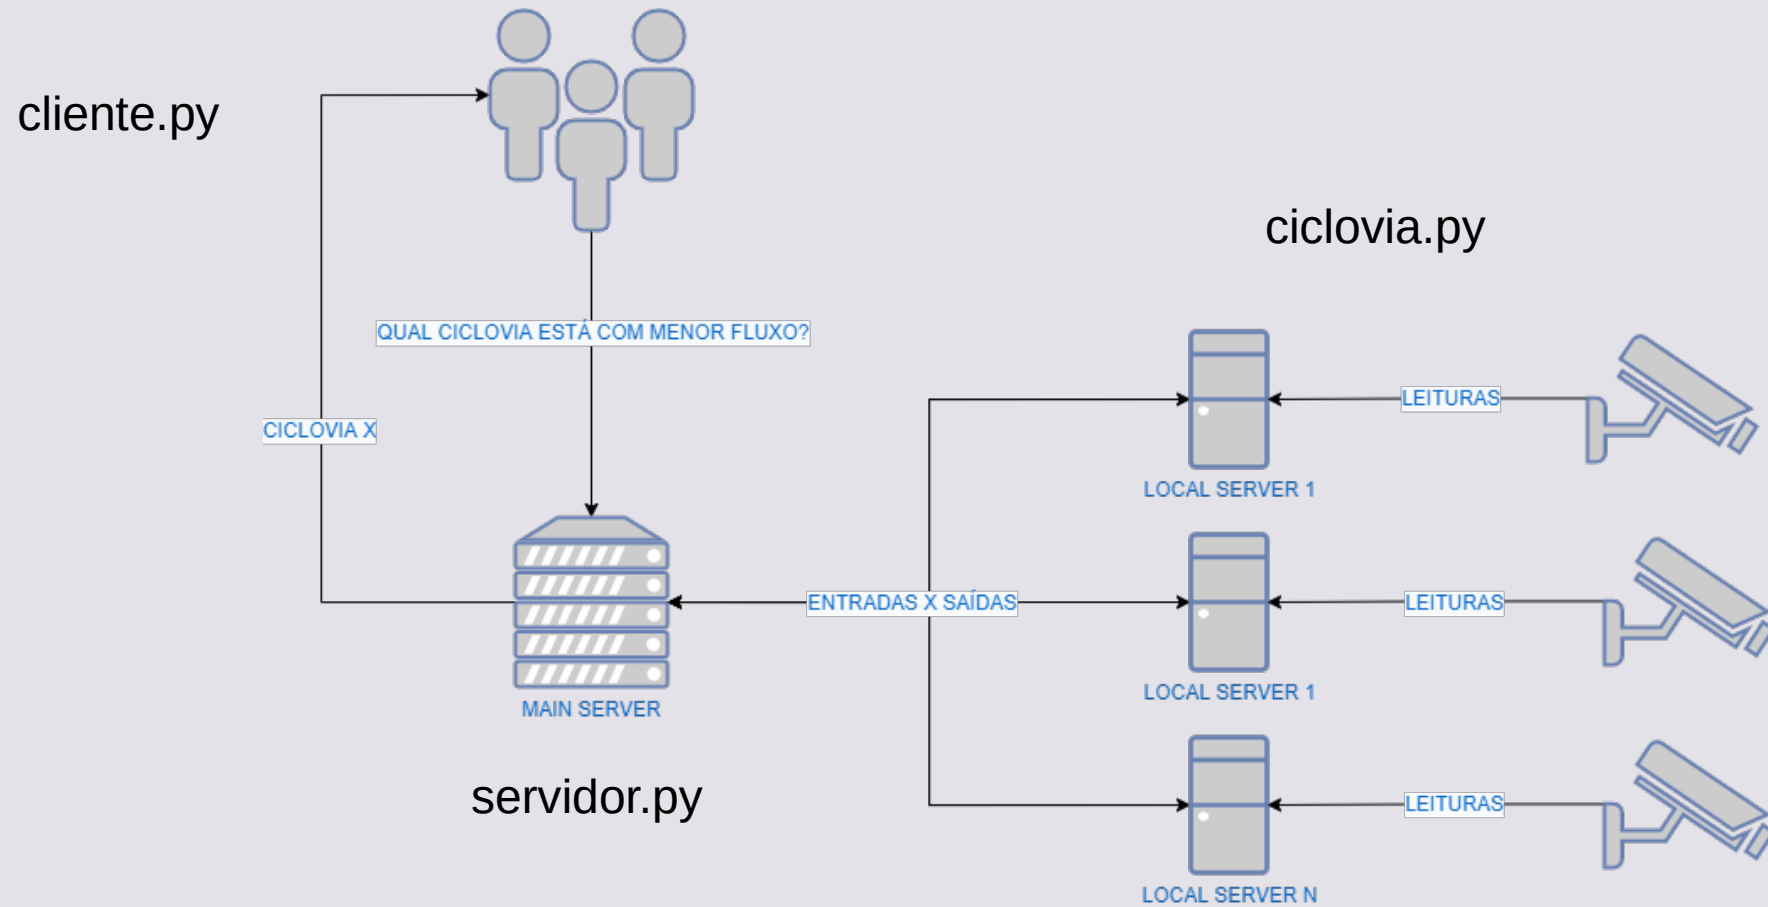 cliente.py
ciclovia.py
QUAL CICLOVIA ESTÁ COM MENOR FLUXO?
LEITURAS
CICLOVIA X
LOCAL SERVER 1
ENTRADAS X SAÍDAS
LEITURAS
LOCAL SERVER 1
MAIN SERVER
servidor.py
LEITURAS
LOCAL SERVER N